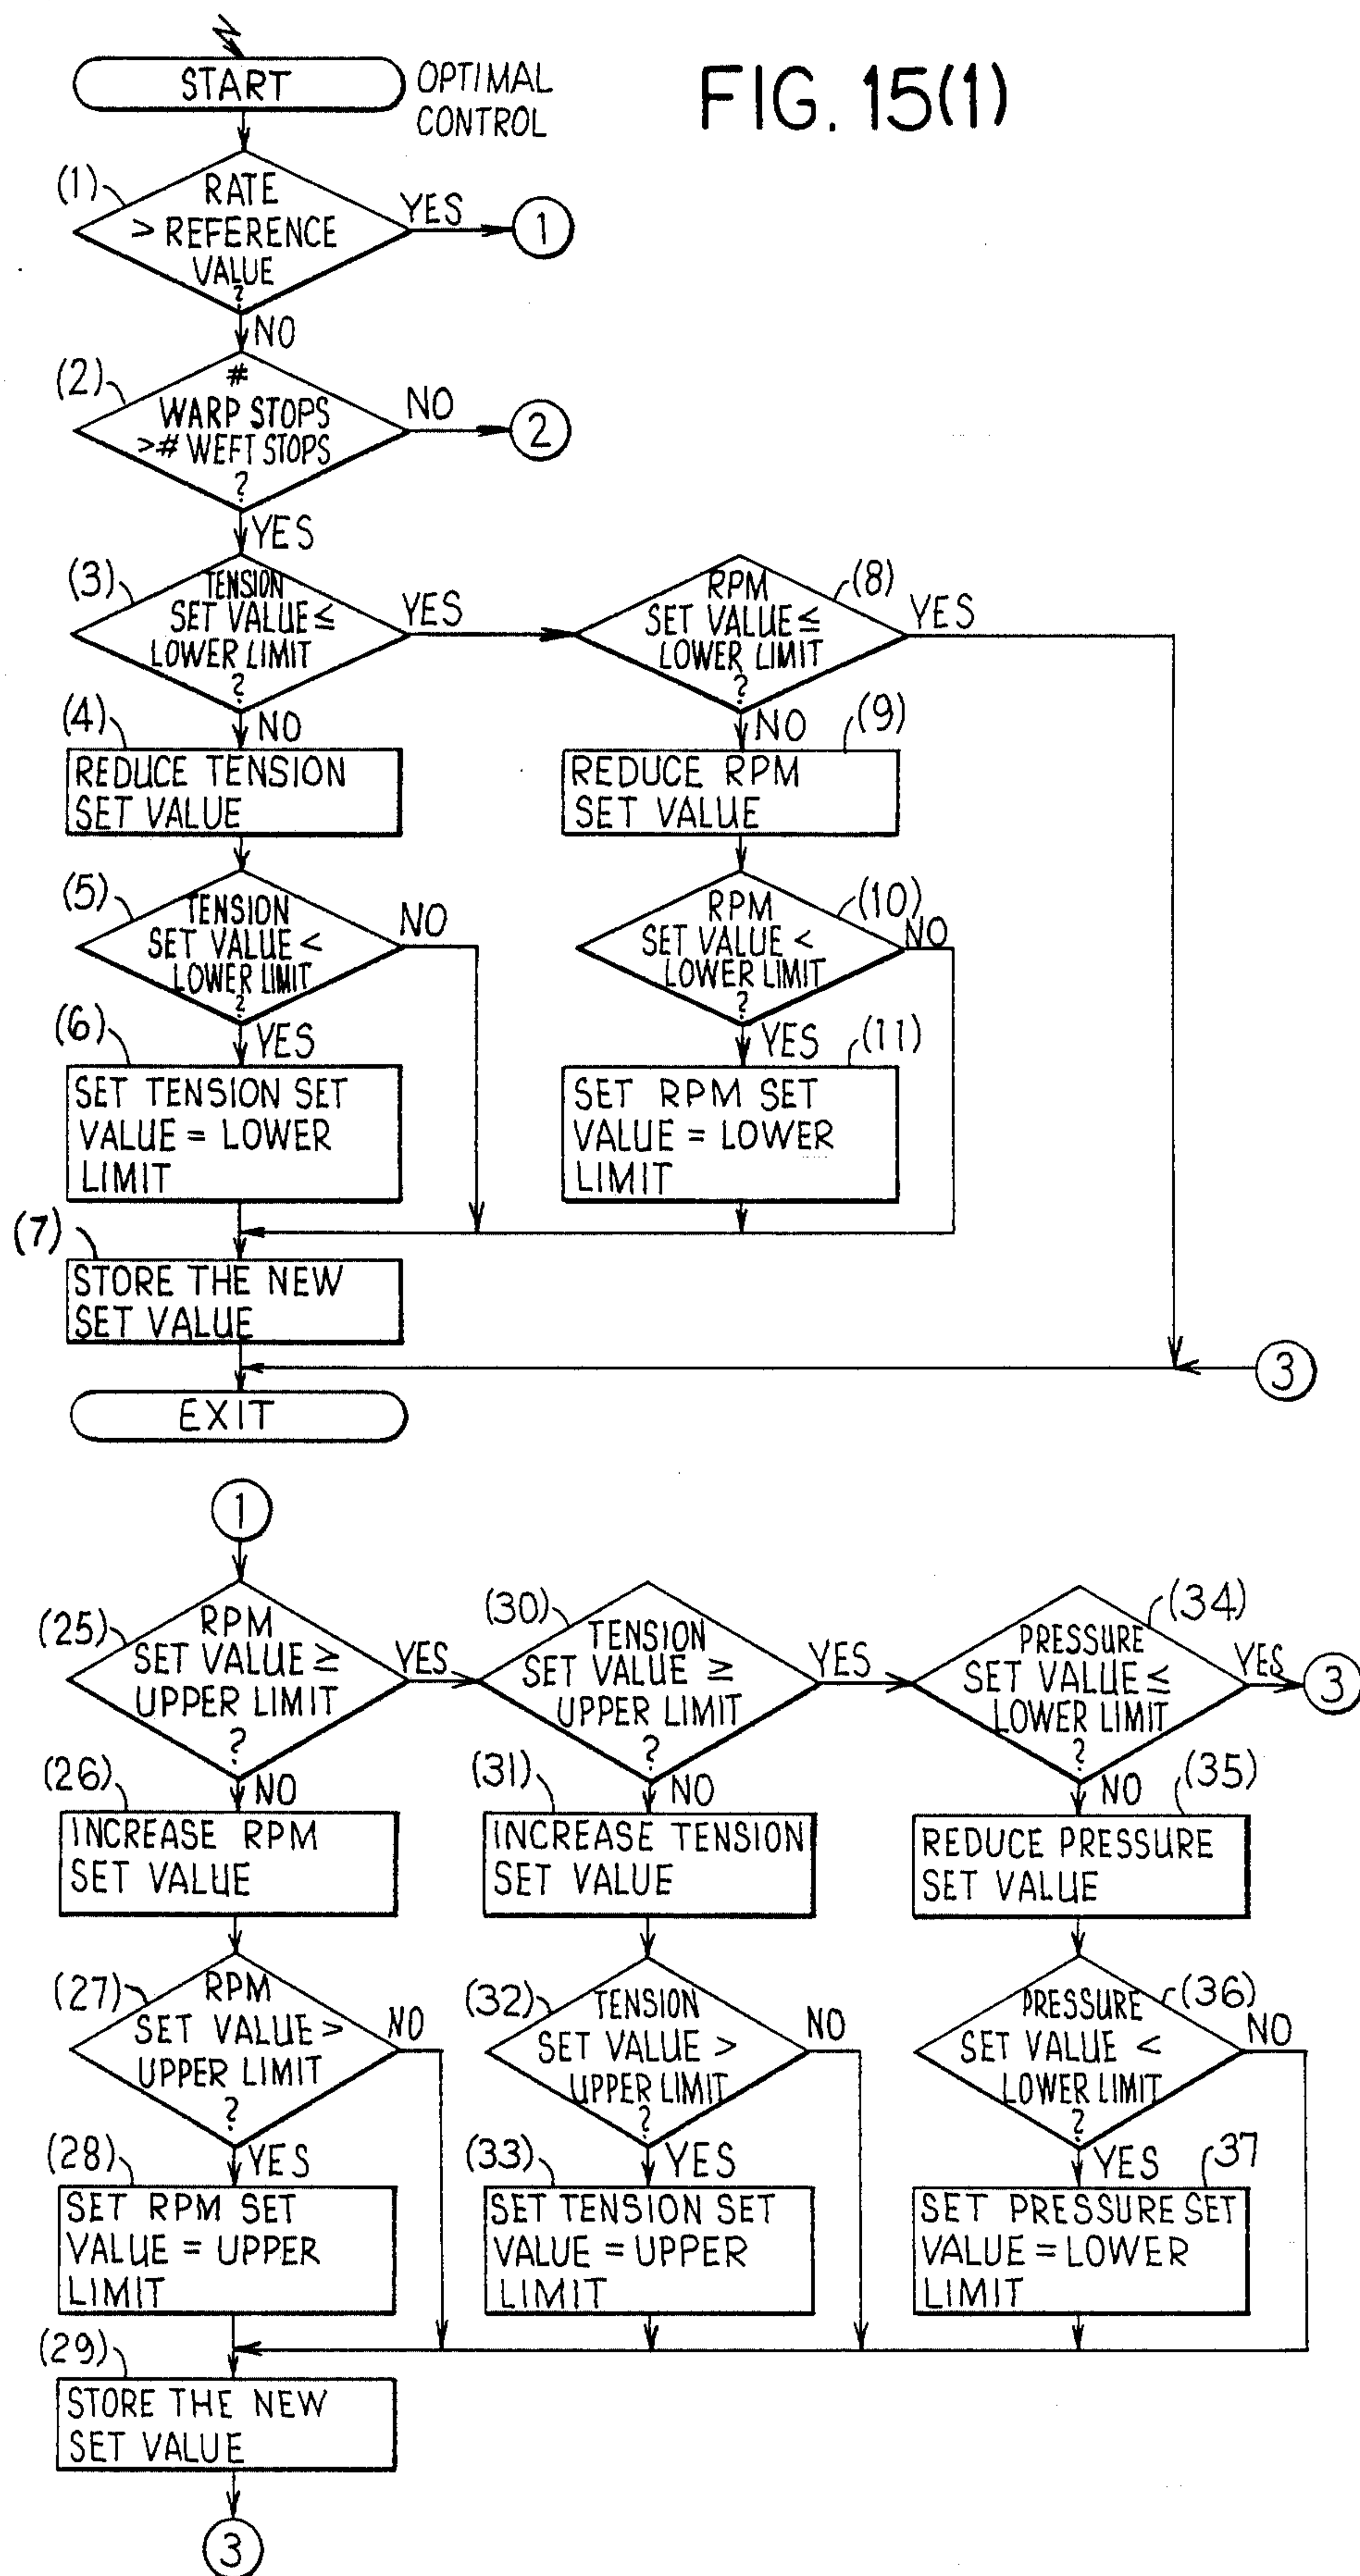 START
OPTIMAL
CONTROL
FIG. 15(1)
(1)
RATE
> REFERENCE
VALUE
?
YES
1
NO
(2)
#
WARP STOPS
># WEFT STOPS
?
NO
2
YES
(3)
TENSION
SET VALUE ≦
LOWER LIMIT
?
YES
RPM
SET VALUE ≦
LOWER LIMIT
?
(8)
YES
NO
NO
(4)
REDUCE TENSION
SET VALUE
(9)
REDUCE RPM
SET VALUE
(5)
TENSION
SET VALUE <
LOWER LIMIT
?
NO
RPM
SET VALUE <
LOWER LIMIT
?
(10)
NO
YES
YES
(6)
SET TENSION SET
VALUE = LOWER
LIMIT
(11)
SET RPM SET
VALUE = LOWER
LIMIT
(7)
STORE THE NEW
SET VALUE
3
EXIT
1
(25)
RPM
SET VALUE ≥
UPPER LIMIT
?
YES
(30)
TENSION
SET VALUE ≥
UPPER LIMIT
?
YES
(34)
PRESSURE
SET VALUE ≤
LOWER LIMIT
?
YES
3
NO
NO
NO
(26)
INCREASE RPM
SET VALUE
(31)
INCREASE TENSION
SET VALUE
(35)
REDUCE PRESSURE
SET VALUE
(27)
RPM
SET VALUE >
UPPER LIMIT
?
NO
(32)
TENSION
SET VALUE >
UPPER LIMIT
?
NO
(36)
PRESSURE
SET VALUE <
LOWER LIMIT
?
NO
YES
YES
YES
(28)
SET RPM SET
VALUE = UPPER
LIMIT
(33)
SET TENSION SET
VALUE = UPPER
LIMIT
37
SET PRESSURE SET
VALUE = LOWER
LIMIT
(29)
STORE THE NEW
SET VALUE
3